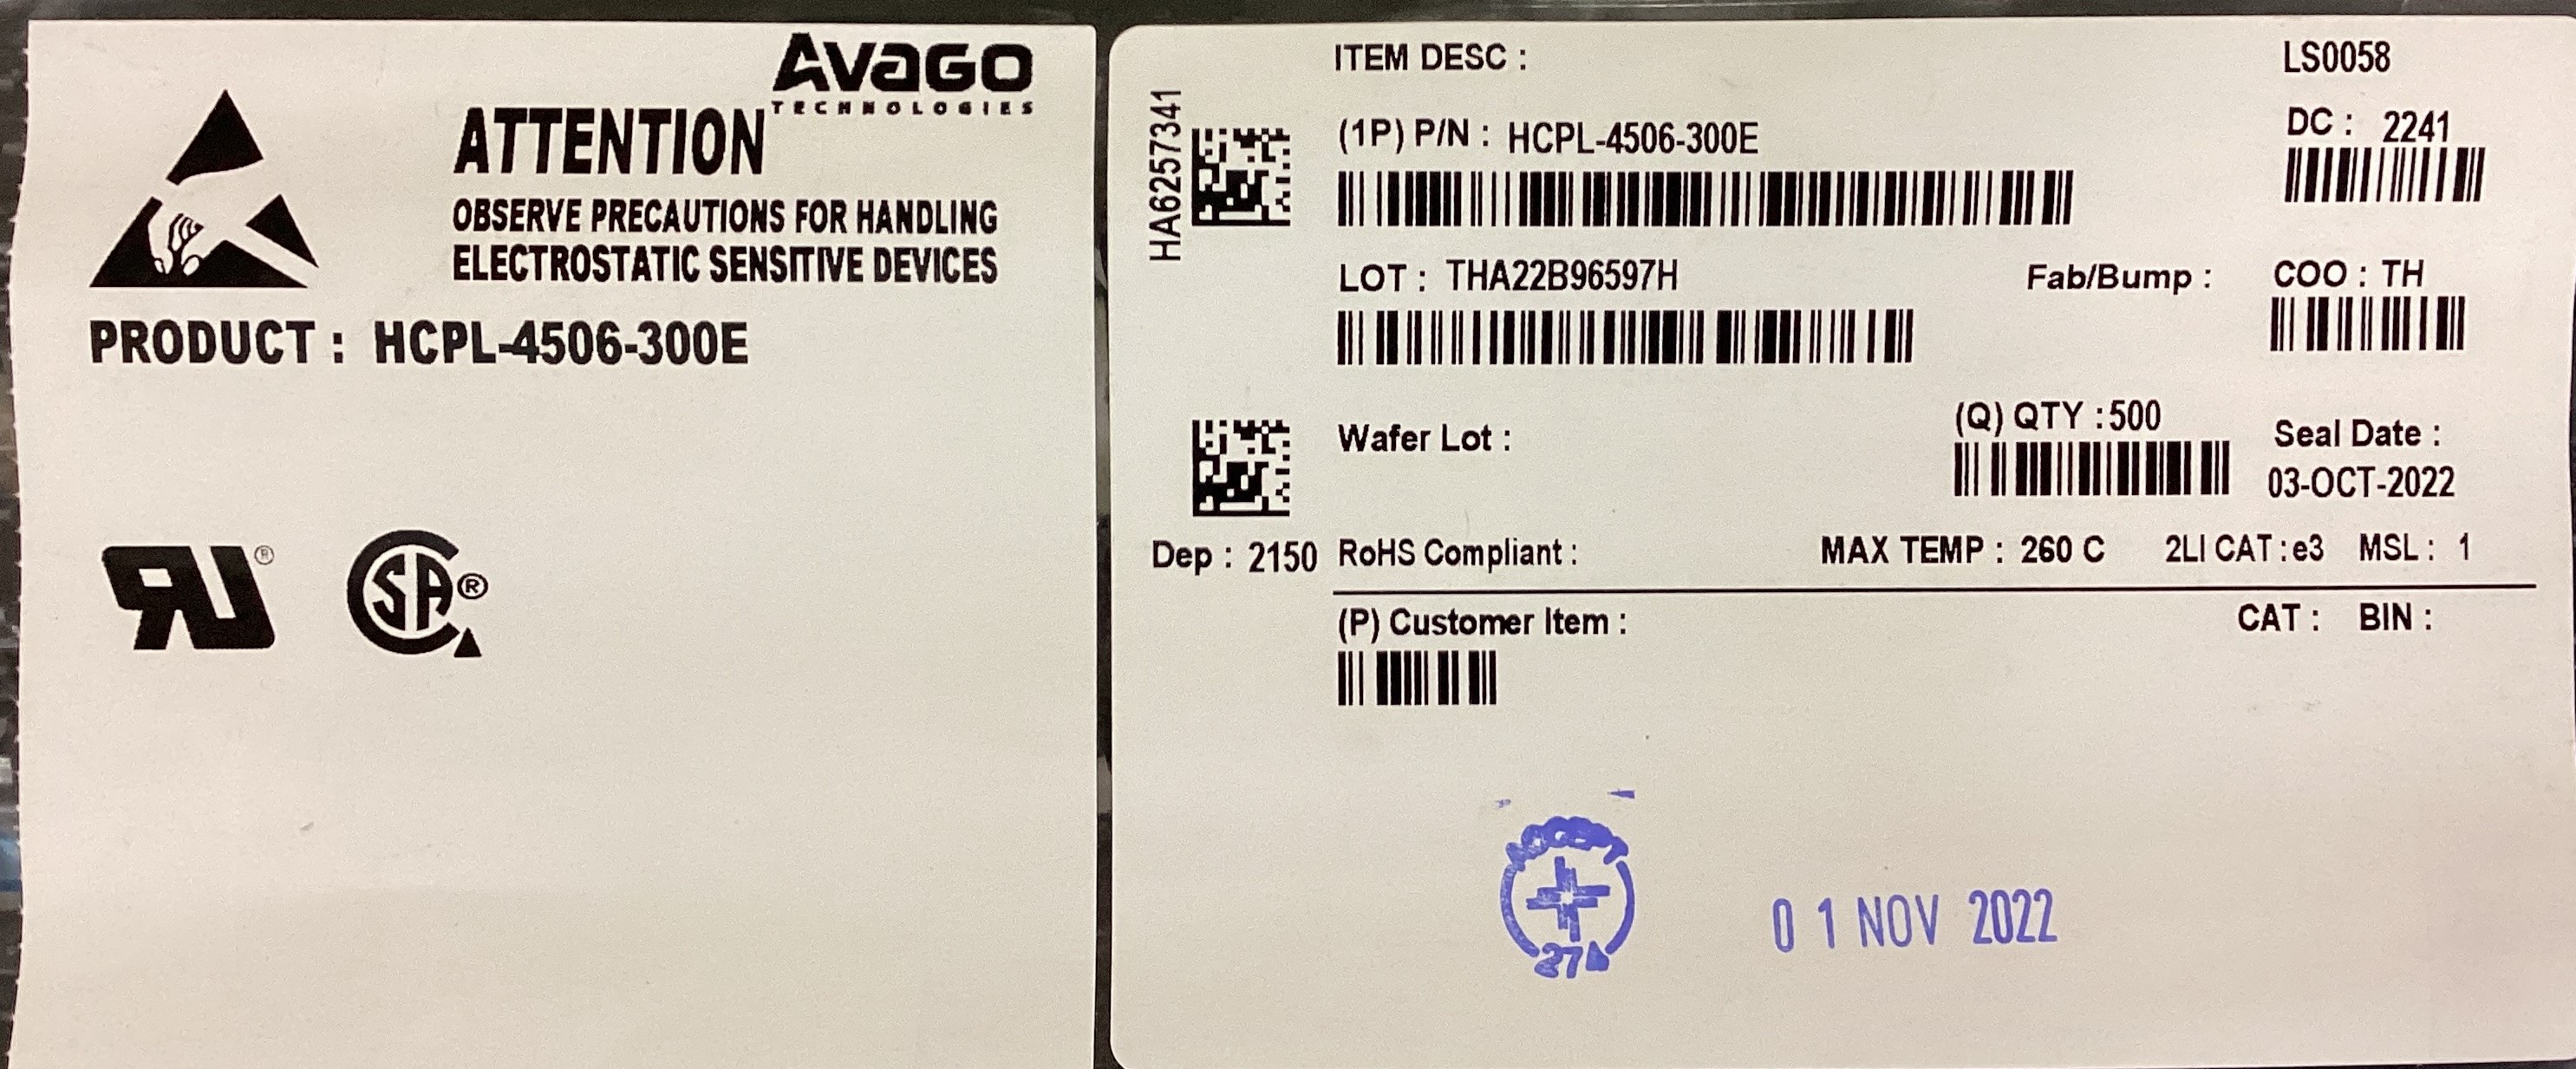 AVAGO
TECHNOLOGIES
ATTENTION
OBSERVE PRECAUTIONS FOR HANDLING
ELECTROSTATIC SENSITIVE DEVICES
PRODUCT : HCPL-4506-300E
®
SA®
ITEM DESC :
LS0058
HA6257341
(1P) P/N : HCPL-4506-300E
DC : 2241
LOT : THA22B96597H
Fab/Bump :
COO : TH
Wafer Lot :
(Q) QTY :500
Seal Date :
03-OCT-2022
Dep : 2150
RoHS Compliant :
MAX TEMP : 260 C
2LI CAT:e3
MSL : 1
(P) Customer Item :
CAT :
BIN :
01 NOV 2022